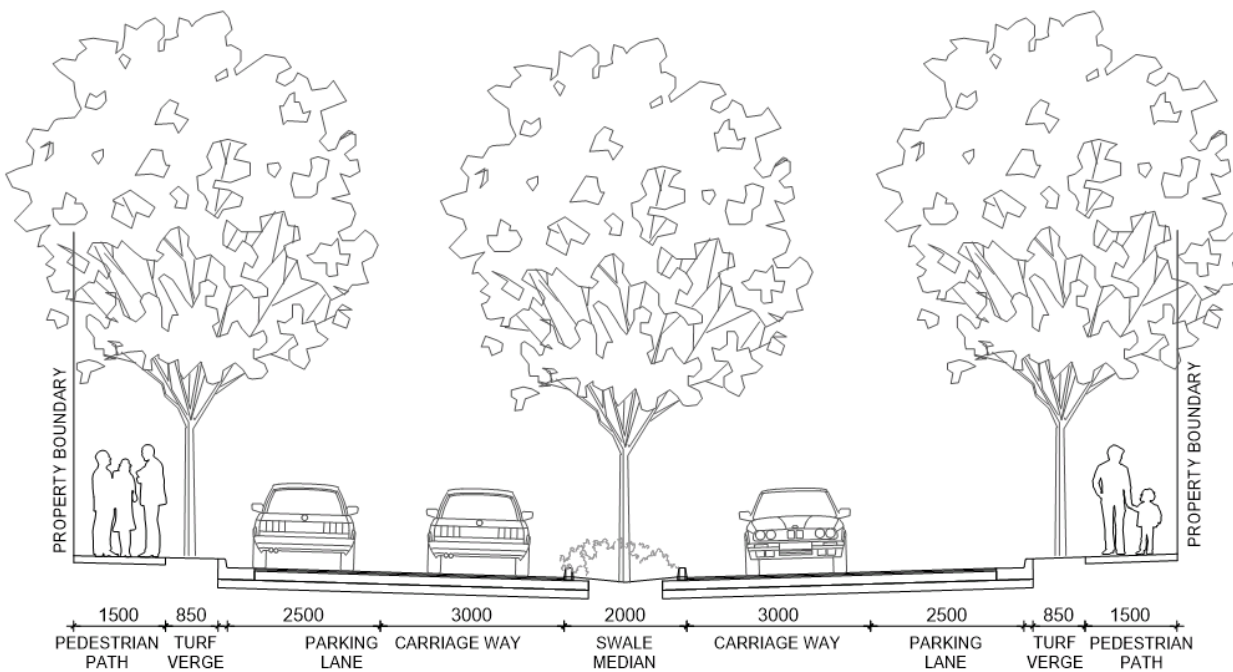 PROPERTY BOUNDARY
PROPERTY BOUNDARY
1500 850 2500 3000 2000 3000 2500 850 1500
PEDESTRIAN TURF PARKING CARRIAGE WAY SWALE CARRIAGE WAY PARKING TURF PEDESTRIAN
PATH VERGE LANE MEDIAN LANE VERGE PATH